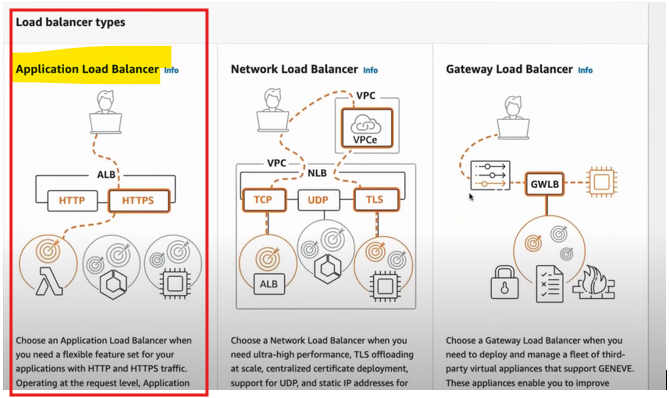 Load balancer types
Application Load Balancer Info
ALB
HTTP HTTPS
Choose an Application Load Balancer when
you need a flexible feature set for your
applications with HTTP and HTTPS traffic.
Operating at the request level, Application
Network Load Balancer Info
VPC
VPCe
VPC
NLB
TCP UDP TLS
ALB
Choose a Network Load Balancer when you
need ultra-high performance, TLS offloading
at scale, centralized certificate deployment,
support for UDP, and static IP addresses for
Gateway Load Balancer Info
GWLB
Choose a Gateway Load Balancer when you
need to deploy and manage a fleet of third-
party virtual appliances that support GENEVE.
These appliances enable you to improve